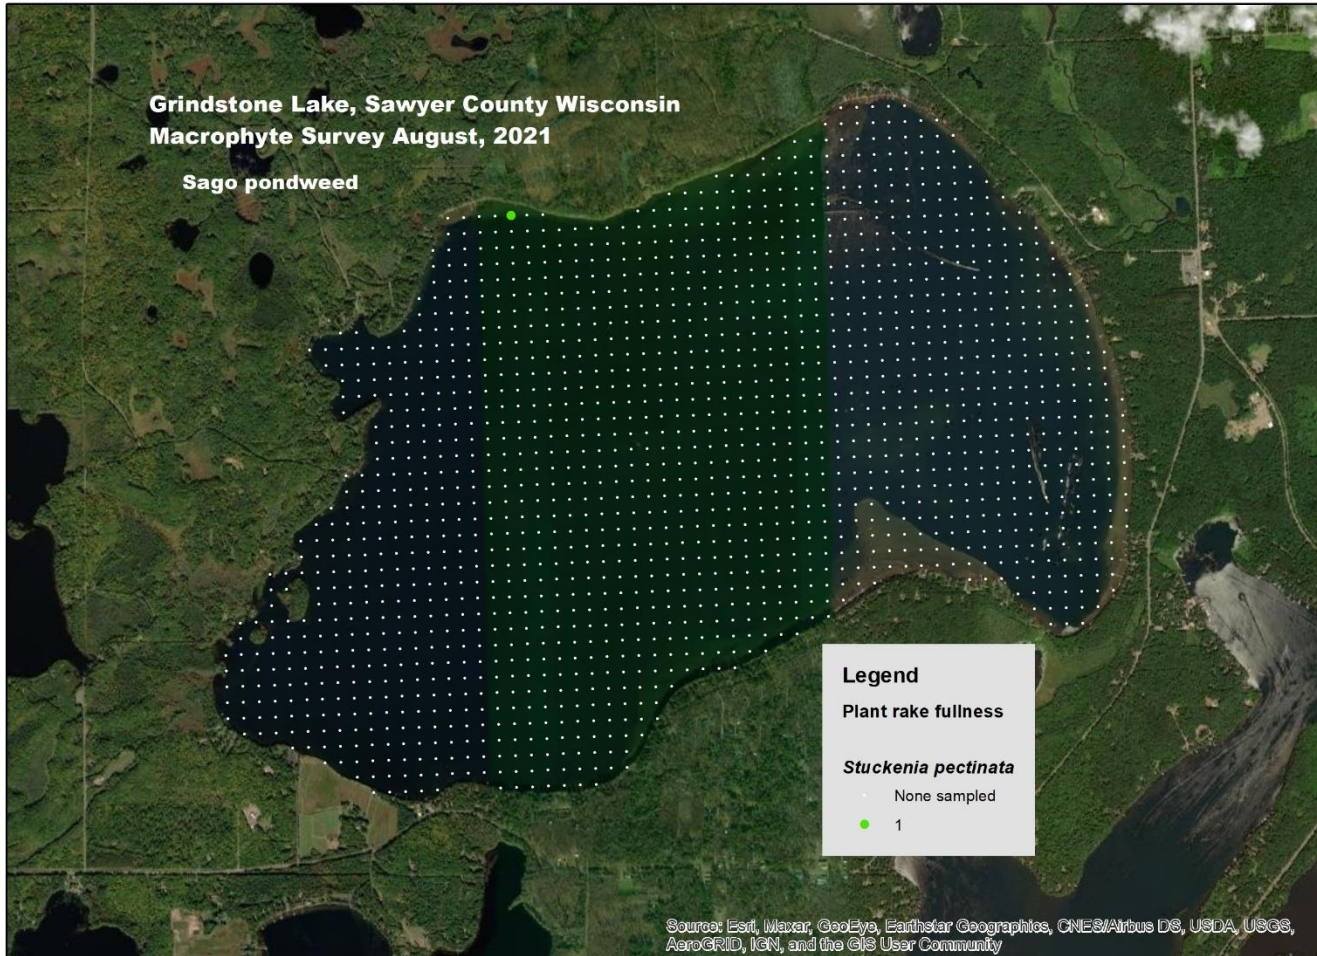 Grindstone Lake, Sawyer County Wisconsin
Macrophyte Survey August, 2021
Sago pondweed
Legend
Plant rake fullness
Stuckenia pectinata
None sampled
1
Source: Esri, Maxar, GeoEye, Earthstar Geographics, CNES/Airbus DS, USDA, USGS,
AeroGRID, IGN, and the GIS User Community